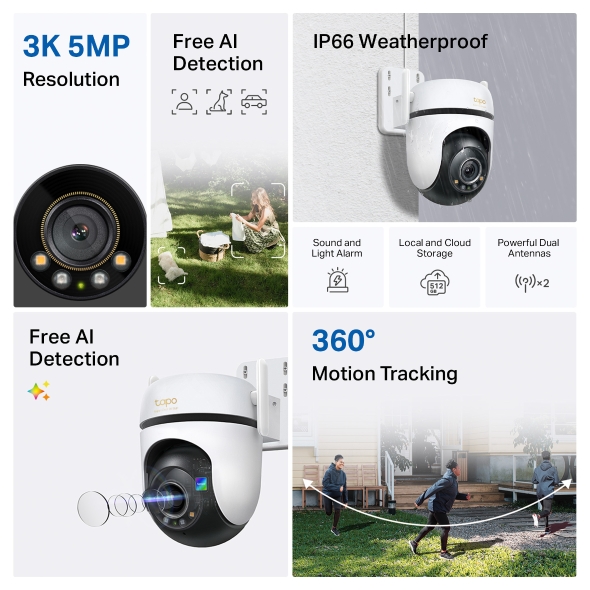 3K 5MP
Resolution
Free AI
Detection
IP66 Weatherproof
tapo
Sound and
Light Alarm
Local and Cloud
Storage
512
GB
Powerful Dual
Antennas
×2
Free AI
Detection
tapo
360°
Motion Tracking